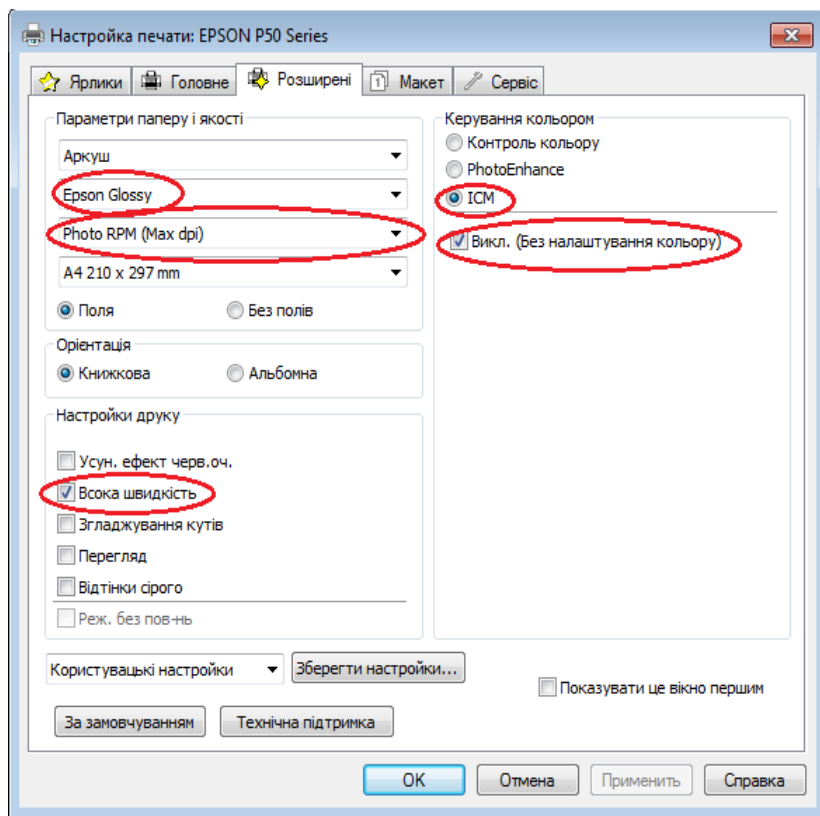 Настройка печати: EPSON P50 Series
Ярлики Головне Розширені Макет Сервіс
Параметри паперу і якості
Аркуш
Epson Glossy
Photo RPM (Max dpi)
A4 210 x 297 mm
Поля Без полів
Орієнтація
Книжкова Альбомна
Настройки друку
Усун. ефект черв.оч.
Всока швидкість
Згладжування кутів
Перегляд
Відтінки сірого
Реж. без пов-нь
Керування кольором
Контроль кольору
PhotoEnhance
ICM
Викл. (Без налаштування кольору)
Користувацькі настройки Зберегти настройки...
Показувати це вікно першим
За замовчуванням Технічна підтримка
OK Отмена Применить Справка